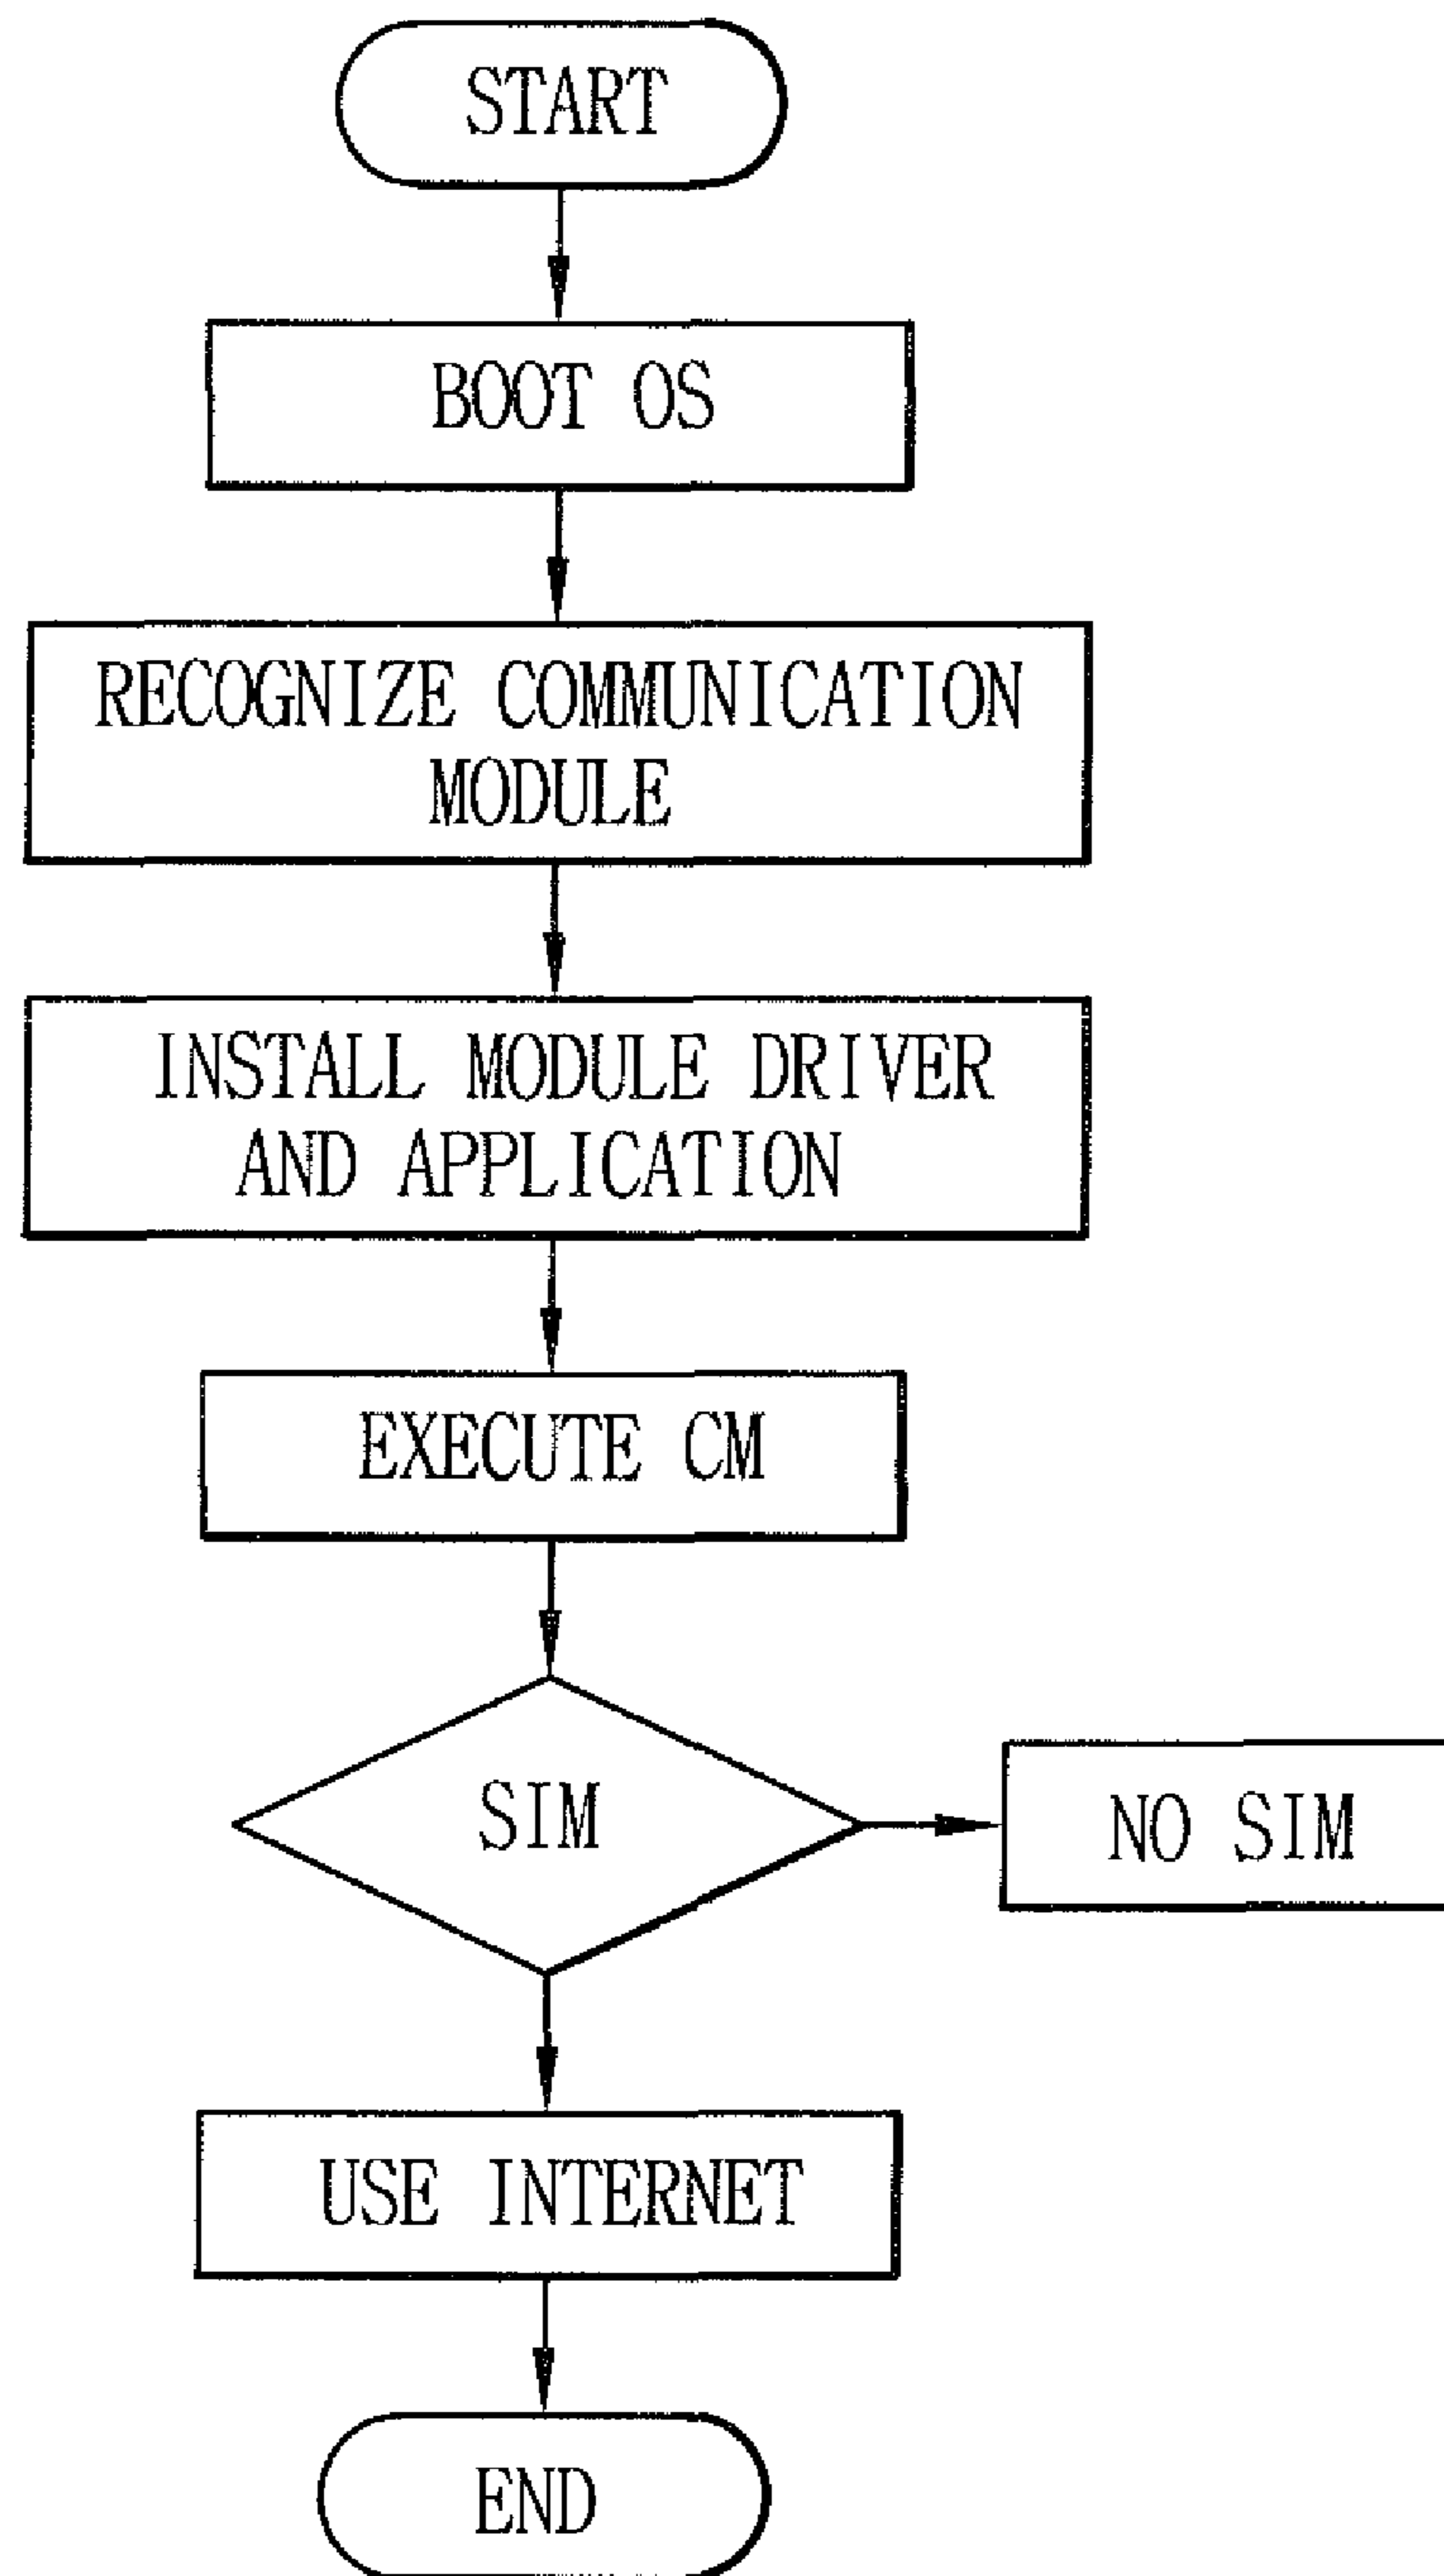 START
BOOT OS
RECOGNIZE COMMUNICATION
MODULE
INSTALL MODULE DRIVER
AND APPLICATION
EXECUTE CM
SIM
NO SIM
USE INTERNET
END